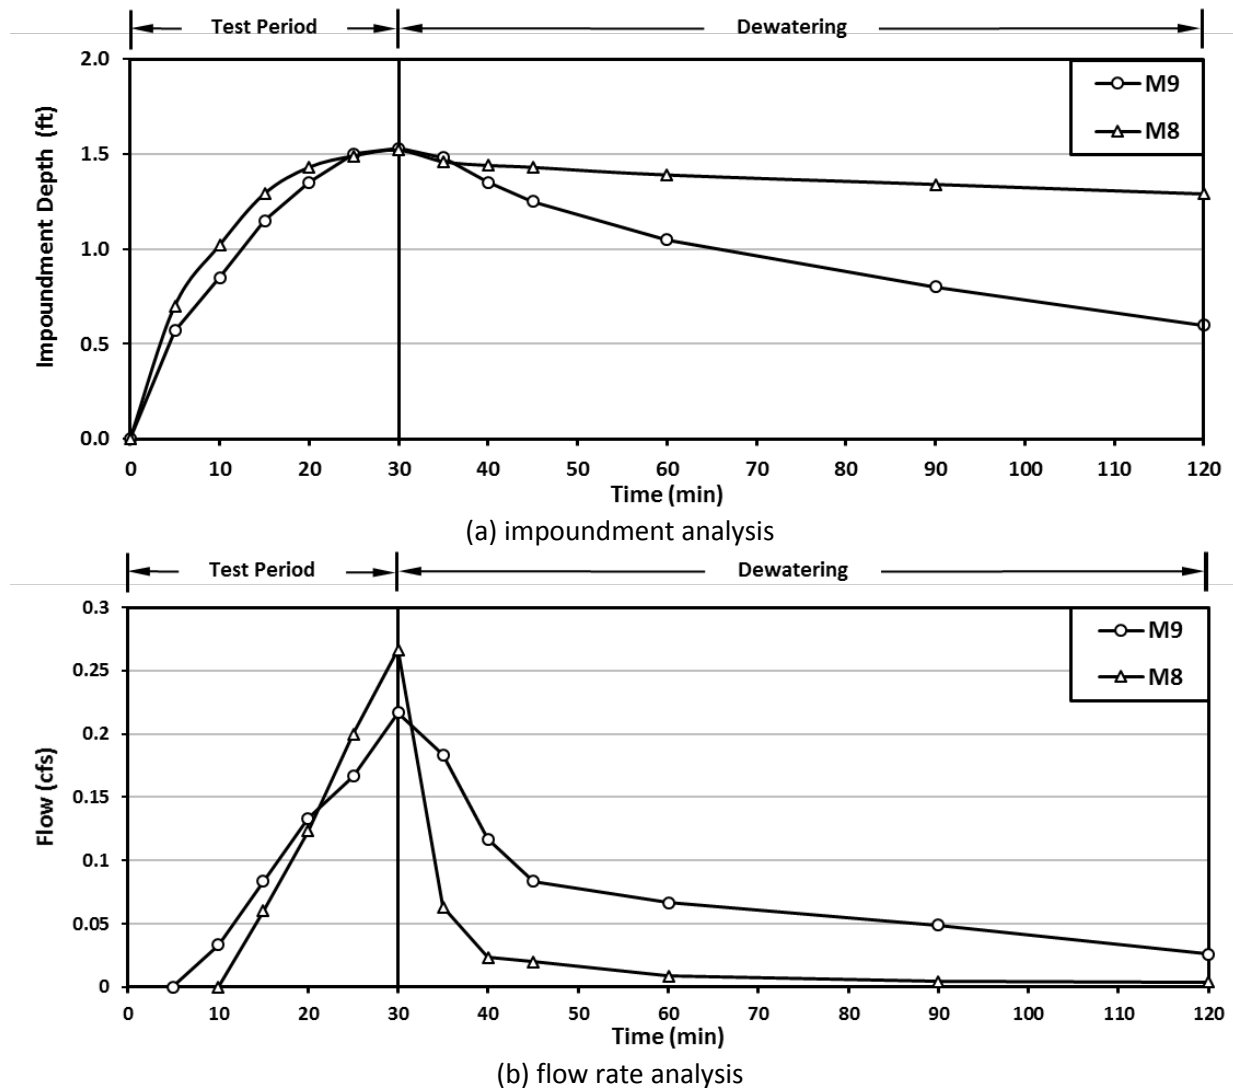 Test Period Dewatering
2.0
M9
M8
1.5
1.0
0.5
0.0
Impoundment Depth (ft)
0 10 20 30 40 50 60 70 80 90 100 110 120
Time (min)
(a) impoundment analysis
Test Period Dewatering
0.3
M9
M8
0.25
0.2
0.15
0.1
0.05
0
Flow (cfs)
0 10 20 30 40 50 60 70 80 90 100 110 120
Time (min)
(b) flow rate analysis